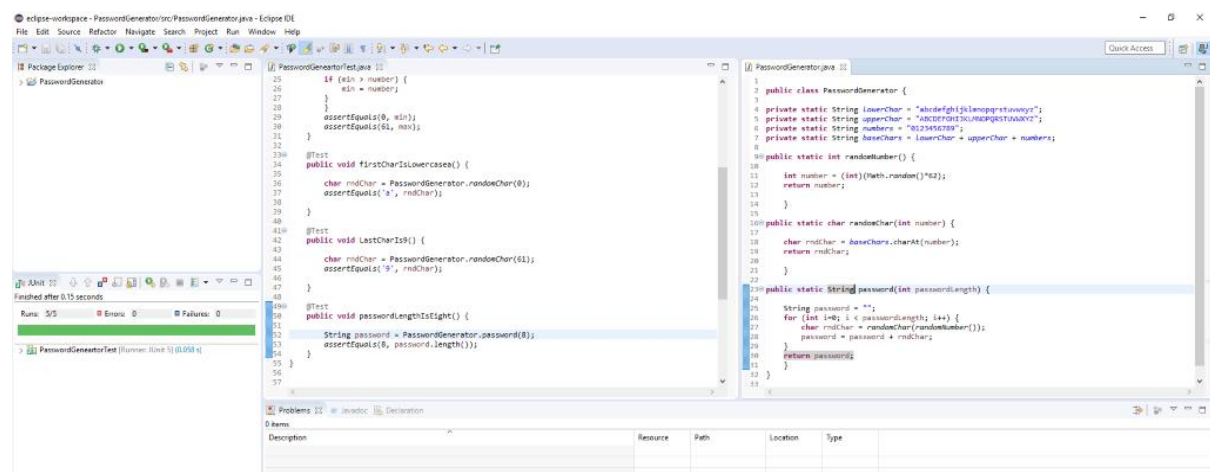 eclipse-workspace - PasswordGenerator/src/PasswordGenerator.java - Eclipse IDE
File Edit Source Refactor Navigate Search Project Run Window Help
Quick Access
Package Explorer
PasswordGenerator
JUnit
Finished after 0.15 seconds
Runs: 5/5 Errors: 0 Failures: 0
PasswordGeneartorTest [Runner: JUnit 5] (0.050 s)
PasswordGeneartorTest.java
25 if (min > number) {
26 min = number;
27 }
28 }
29 assertEquals(0, min);
30 assertEquals(61, max);
31 }
32
33 @Test
34 public void firstCharIsLowercasea() {
35
36 char rndChar = PasswordGenerator.randomChar(0);
37 assertEquals('a', rndChar);
38
39 }
40
41 @Test
42 public void LastCharIs9() {
43
44 char rndChar = PasswordGenerator.randomChar(61);
45 assertEquals('9', rndChar);
46
47 }
48
49 @Test
50 public void passwordLengthIsEight() {
51
52 String password = PasswordGenerator.password(8);
53 assertEquals(8, password.length());
54 }
55 }
56
57
PasswordGenerator.java
1
2 public class PasswordGenerator {
3
4 private static String lowerChar = "abcdefghijklmnopqrstuvwxyz";
5 private static String upperChar = "ABCDEFGHIJKLMNOPQRSTUVWXYZ";
6 private static String numbers = "0123456789";
7 private static String baseChars = lowerChar + upperChar + numbers;
8
9 public static int randomNumber() {
10
11 int number = (int)(Math.random()*62);
12 return number;
13
14 }
15
16 public static char randomChar(int number) {
17
18 char rndChar = baseChars.charAt(number);
19 return rndChar;
20
21 }
22
23 public static String password(int passwordLength) {
24
25 String password = "";
26 for (int i=0; i < passwordLength; i++) {
27 char rndChar = randomChar(randomNumber());
28 password = password + rndChar;
29 }
30 return password;
31 }
32 }
33
Problems Javadoc Declaration
0 items
Description Resource Path Location Type